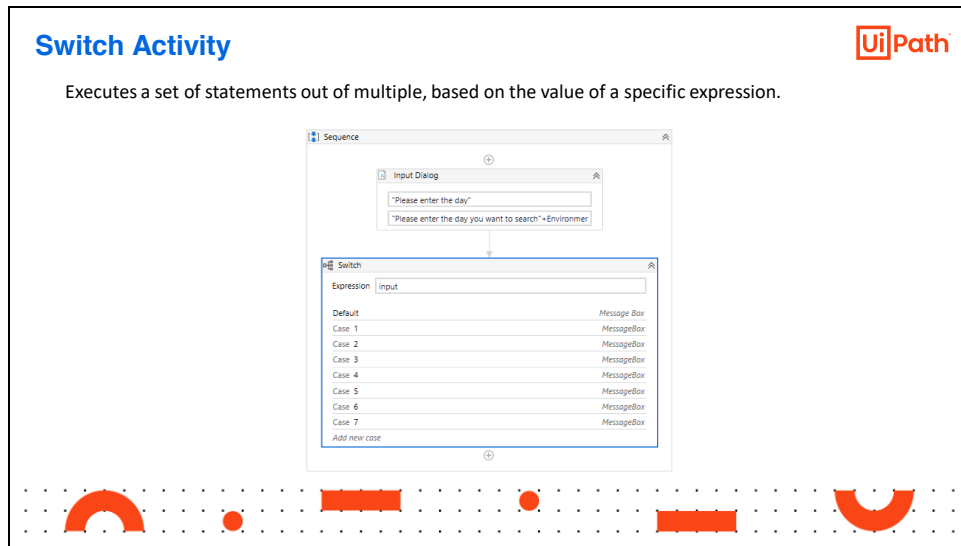 Switch Activity
UiPath
Executes a set of statements out of multiple, based on the value of a specific expression.
Sequence
Input Dialog
"Please enter the day"
"Please enter the day you want to search"+Environmer
Switch
Expression input
Default Message Box
Case 1 MessageBox
Case 2 MessageBox
Case 3 MessageBox
Case 4 MessageBox
Case 5 MessageBox
Case 6 MessageBox
Case 7 MessageBox
Add new case